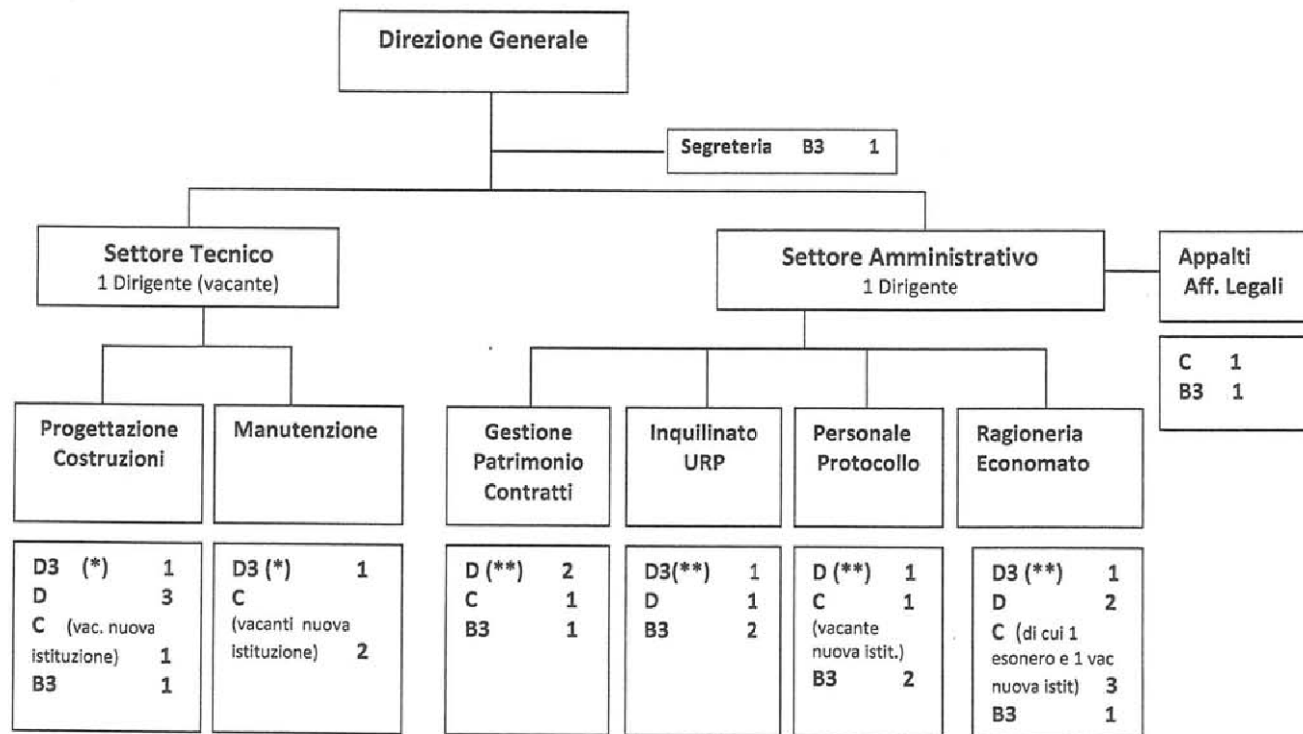 Direzione Generale
Segreteria B3 1
Settore Tecnico
1 Dirigente (vacante)
Settore Amministrativo
1 Dirigente
Appalti
Aff. Legali
C 1
B3 1
Progettazione
Costruzioni
D3 (*) 1
D 3
C (vac. nuova
istituzione) 1
B3 1
Manutenzione
D3 (*) 1
C
(vacanti nuova
istituzione) 2
Gestione
Patrimonio
Contratti
D (**) 2
C 1
B3 1
Inquilinato
URP
D3(**) 1
D 1
B3 2
Personale
Protocollo
D (**) 1
C 1
(vacante
nuova istit.)
B3 2
Ragioneria
Economato
D3 (**) 1
D 2
C (di cui 1
esonero e 1 vac
nuova istit) 3
B3 1